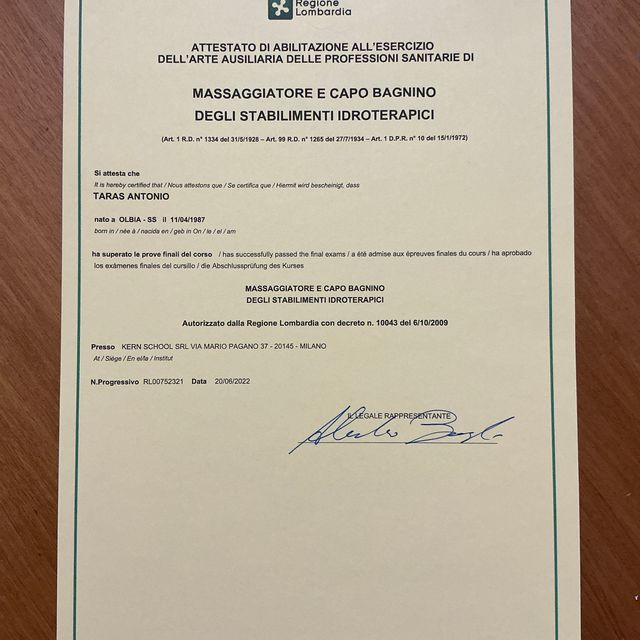 Regione
Lombardia
ATTESTATO DI ABILITAZIONE ALL'ESERCIZIO
DELL'ARTE AUSILIARIA DELLE PROFESSIONI SANITARIE DI
MASSAGGIATORE E CAPO BAGNINO
DEGLI STABILIMENTI IDROTERAPICI
(Art. 1 R.D. n° 1334 del 31/5/1928 – Art. 99 R.D. n° 1265 del 27/7/1934 – Art. 1 D.P.R. n° 10 del 15/1/1972)
Si attesta che
It is hereby certified that / Nous attestons que / Se certifica que / Hiermit wird bescheinigt, dass
TARAS ANTONIO
nato a OLBIA - SS il 11/04/1987
born in / née à / nacida en / geb in On / le / el / am
ha superato le prove finali del corso / has successfully passed the final exams / a été admise aux épreuves finales du cours / ha aprobado
los exámenes finales del cursillo / die Abschlussprüfung des Kurses
MASSAGGIATORE E CAPO BAGNINO
DEGLI STABILIMENTI IDROTERAPICI
Autorizzato dalla Regione Lombardia con decreto n. 10043 del 6/10/2009
Presso KERN SCHOOL SRL VIA MARIO PAGANO 37 - 20145 - MILANO
At / Siège / En el/la / Institut
N.Progressivo RL00752321 Data 20/06/2022
IL LEGALE RAPPRESENTANTE